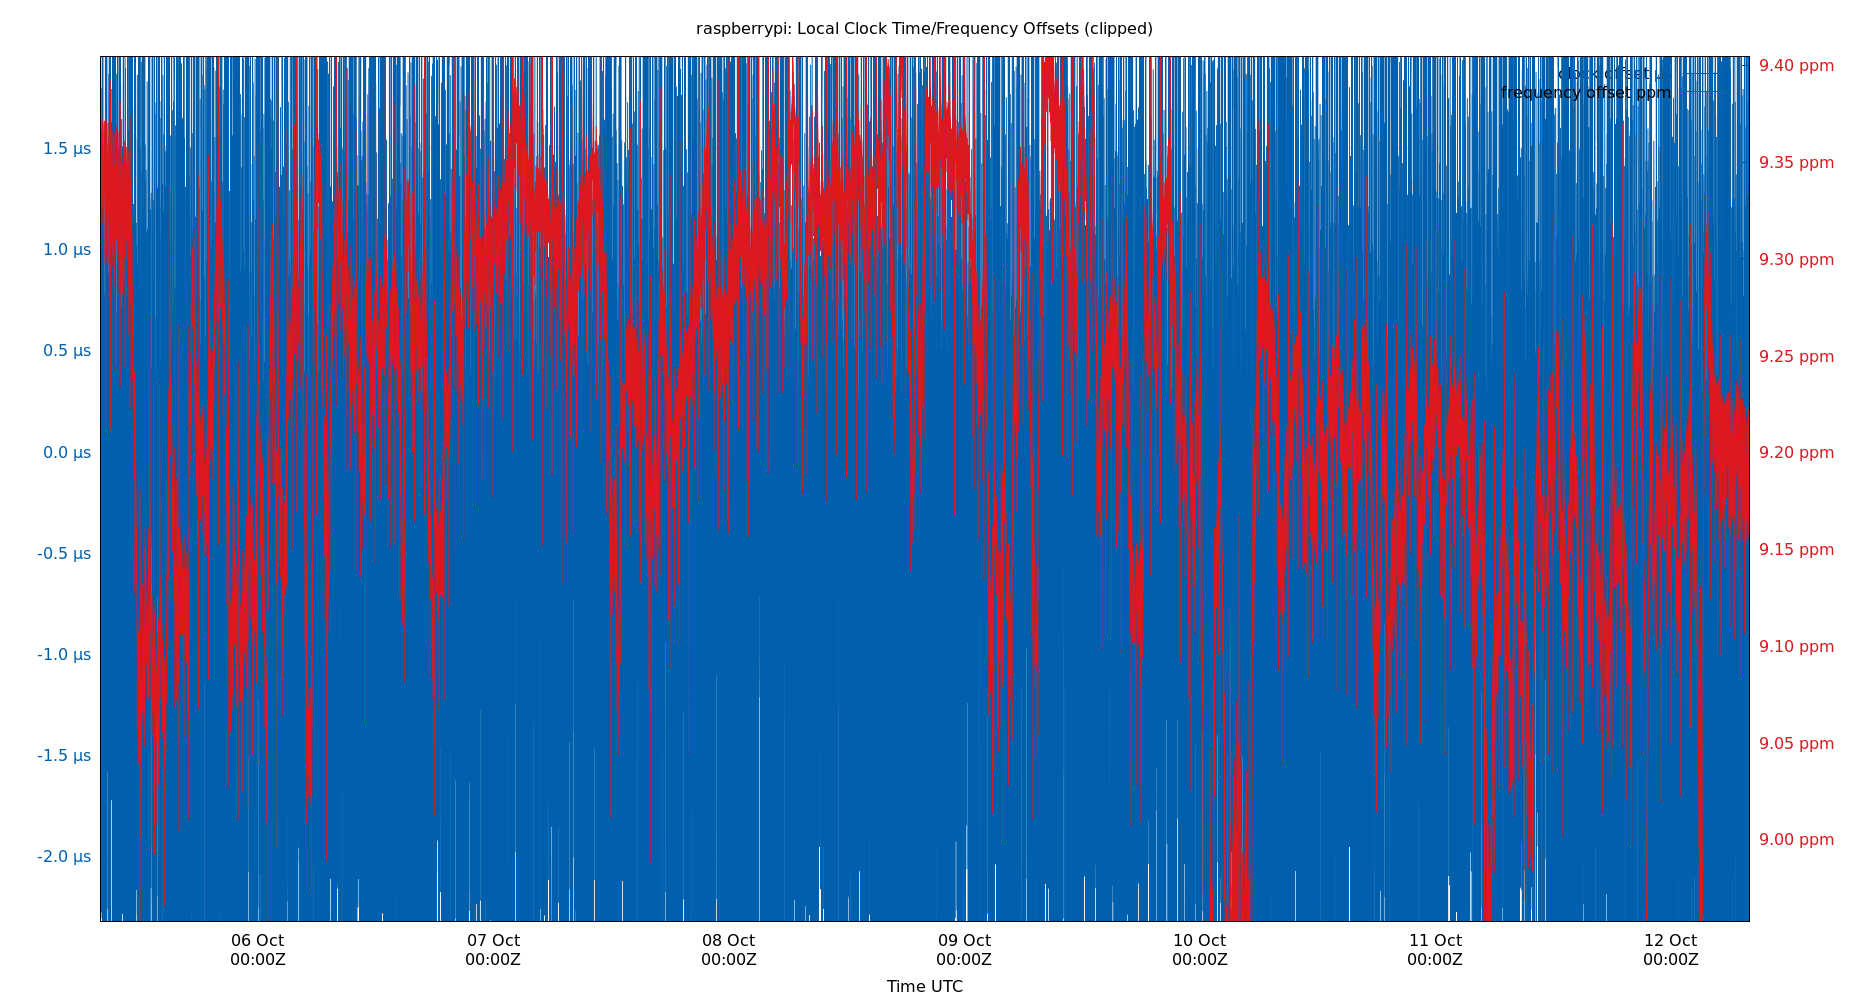 raspberrypi: Local Clock Time/Frequency Offsets (clipped)
clock offset μs
frequency offset ppm
1.5 μs
1.0 μs
0.5 μs
0.0 μs
-0.5 μs
-1.0 μs
-1.5 μs
-2.0 μs
9.40 ppm
9.35 ppm
9.30 ppm
9.25 ppm
9.20 ppm
9.15 ppm
9.10 ppm
9.05 ppm
9.00 ppm
06 Oct 07 Oct 08 Oct 09 Oct 10 Oct 11 Oct 12 Oct
00:00Z 00:00Z 00:00Z 00:00Z 00:00Z 00:00Z 00:00Z
Time UTC